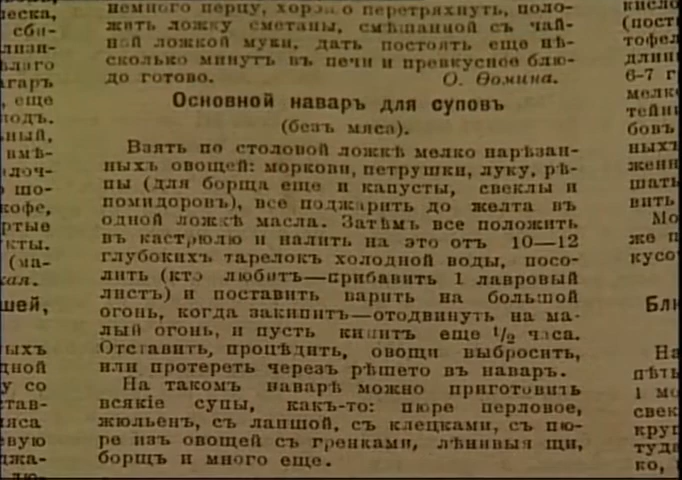 немного перцу, хорошо перетряхнуть, поло-
жить ложку сметаны, смѣшанной съ чай-
ной ложкой муки, дать постоять еще нѣ-
сколько минутъ въ печи и превкусное блю-
до готово.
О. Ѳомина.
Основной наваръ для суповъ
(безъ мяса).
Взять по столовой ложкѣ мелко нарѣзан-
ныхъ овощей: моркови, петрушки, луку, рѣ-
пы (для борща еще и капусты, свеклы и
помидоровъ), все поджарить до желта въ
одной ложкѣ масла. Затѣмъ все положить
въ кастрюлю и налить на это отъ 10—12
глубокихъ тарелокъ холодной воды, посо-
лить (кто любитъ—прибавить 1 лавровый
листъ) и поставить варить на большой
огонь, когда закипитъ—отодвинуть на ма-
лый огонь, и пусть кипитъ еще ½ часа.
Отставить, процѣдить, овощи выбросить,
или протереть черезъ рѣшето въ наваръ.
На такомъ наварѣ можно приготовить
всякіе супы, какъ-то: пюре перловое,
жюльенъ, съ лапшой, съ клецками, съ пю-
ре изъ овощей съ гренками, лѣнивыя щи,
борщъ и много еще.